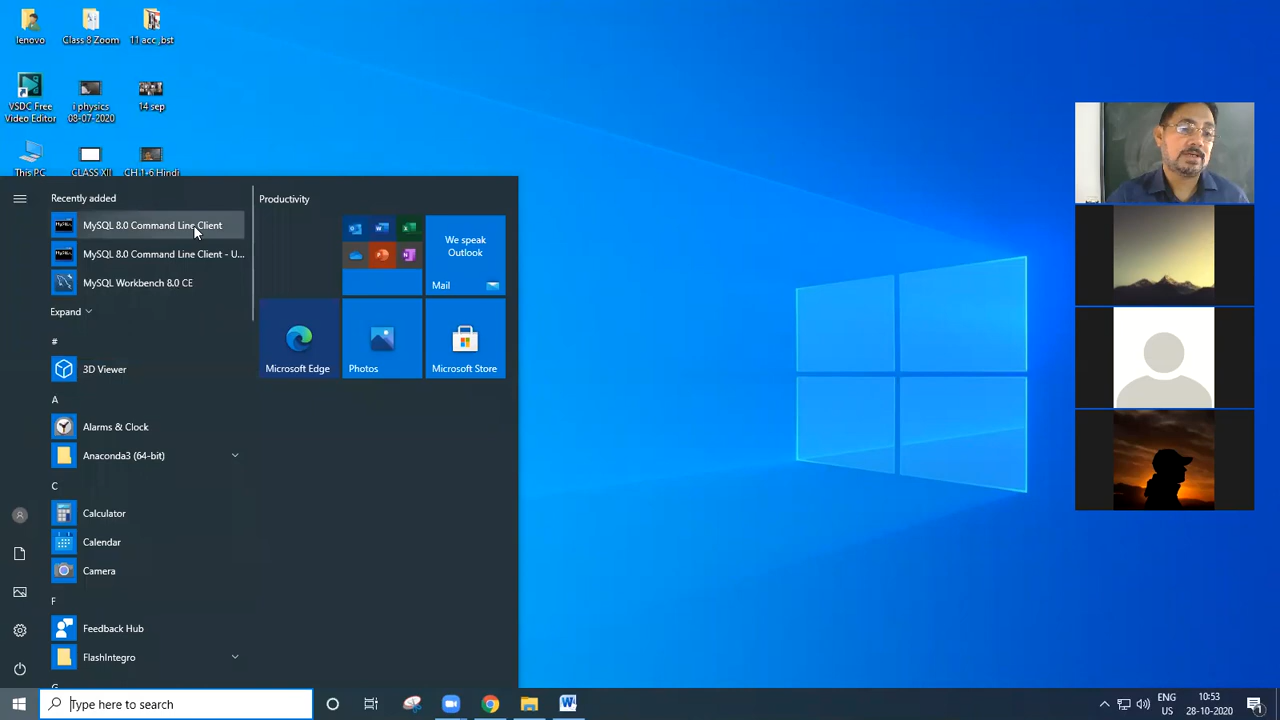 lenovo
Class 8 Zoom
11 acc ,bst
VSDC Free
Video Editor
i physics
08-07-2020
14 sep
This PC
CLASS XII
CH 1-6 Hindi
Recently added
MySQL 8.0 Command Line Client
MySQL 8.0 Command Line Client - U...
MySQL Workbench 8.0 CE
Expand
#
3D Viewer
A
Alarms & Clock
Anaconda3 (64-bit)
C
Calculator
Calendar
Camera
F
Feedback Hub
FlashIntegro
Productivity
We speak
Outlook
Mail
Microsoft Edge
Photos
Microsoft Store
Type here to search
ENG
US
10:53
28-10-2020